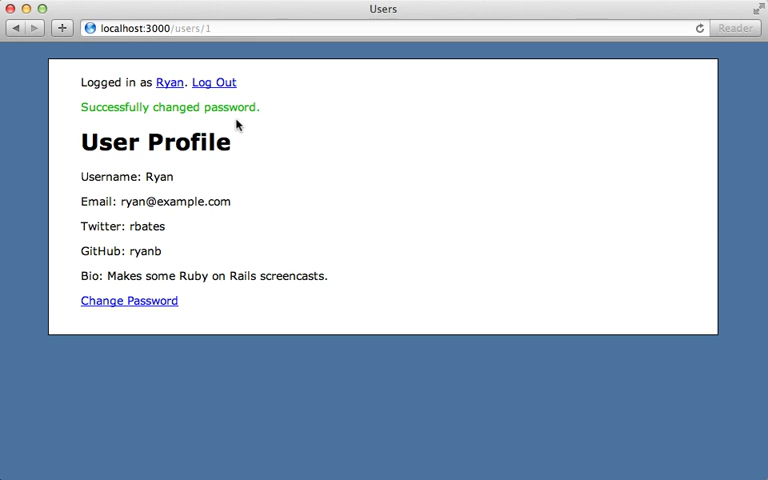 Users
localhost:3000/users/1
Reader
Logged in as Ryan. Log Out
Successfully changed password.
User Profile
Username: Ryan
Email: ryan@example.com
Twitter: rbates
GitHub: ryanb
Bio: Makes some Ruby on Rails screencasts.
Change Password